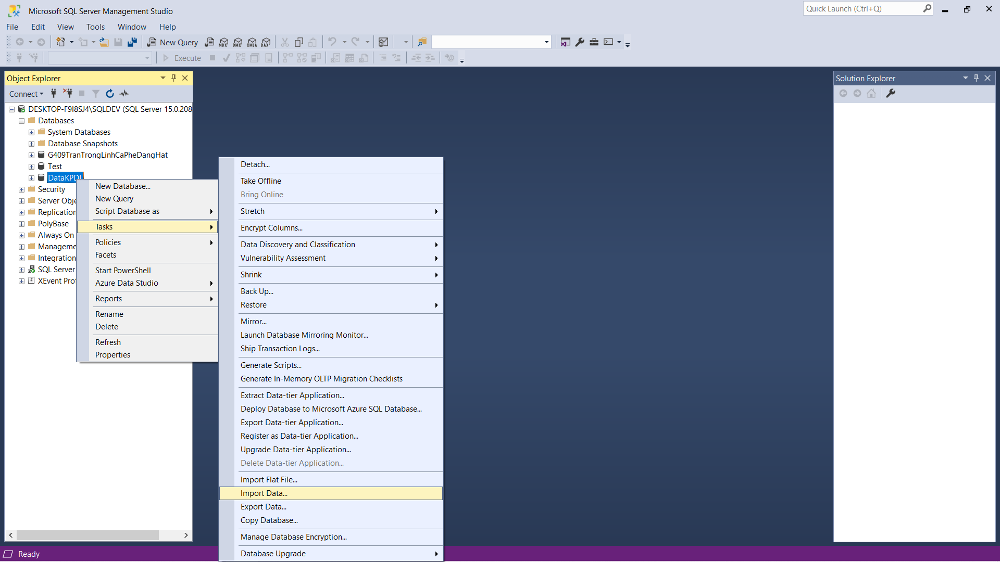 Microsoft SQL Server Management Studio
Quick Launch (Ctrl+Q)
File Edit View Tools Window Help
New Query MDX DMX XMLA DAX
Execute
Object Explorer
Connect
DESKTOP-F9I8SJ4\SQLDEV (SQL Server 15.0.208
Databases
System Databases
Database Snapshots
G409TranTrongLinhCaPheDangHat
Test
DataKPDL
Security
Server Obje
Replication
PolyBase
Always On
Manageme
Integration
SQL Server
XEvent Prof
New Database...
New Query
Script Database as
Tasks
Policies
Facets
Start PowerShell
Azure Data Studio
Reports
Rename
Delete
Refresh
Properties
Detach...
Take Offline
Bring Online
Stretch
Encrypt Columns...
Data Discovery and Classification
Vulnerability Assessment
Shrink
Back Up...
Restore
Mirror...
Launch Database Mirroring Monitor...
Ship Transaction Logs...
Generate Scripts...
Generate In-Memory OLTP Migration Checklists
Extract Data-tier Application...
Deploy Database to Microsoft Azure SQL Database...
Export Data-tier Application...
Register as Data-tier Application...
Upgrade Data-tier Application...
Delete Data-tier Application...
Import Flat File...
Import Data...
Export Data...
Copy Database...
Manage Database Encryption...
Database Upgrade
Solution Explorer
Ready